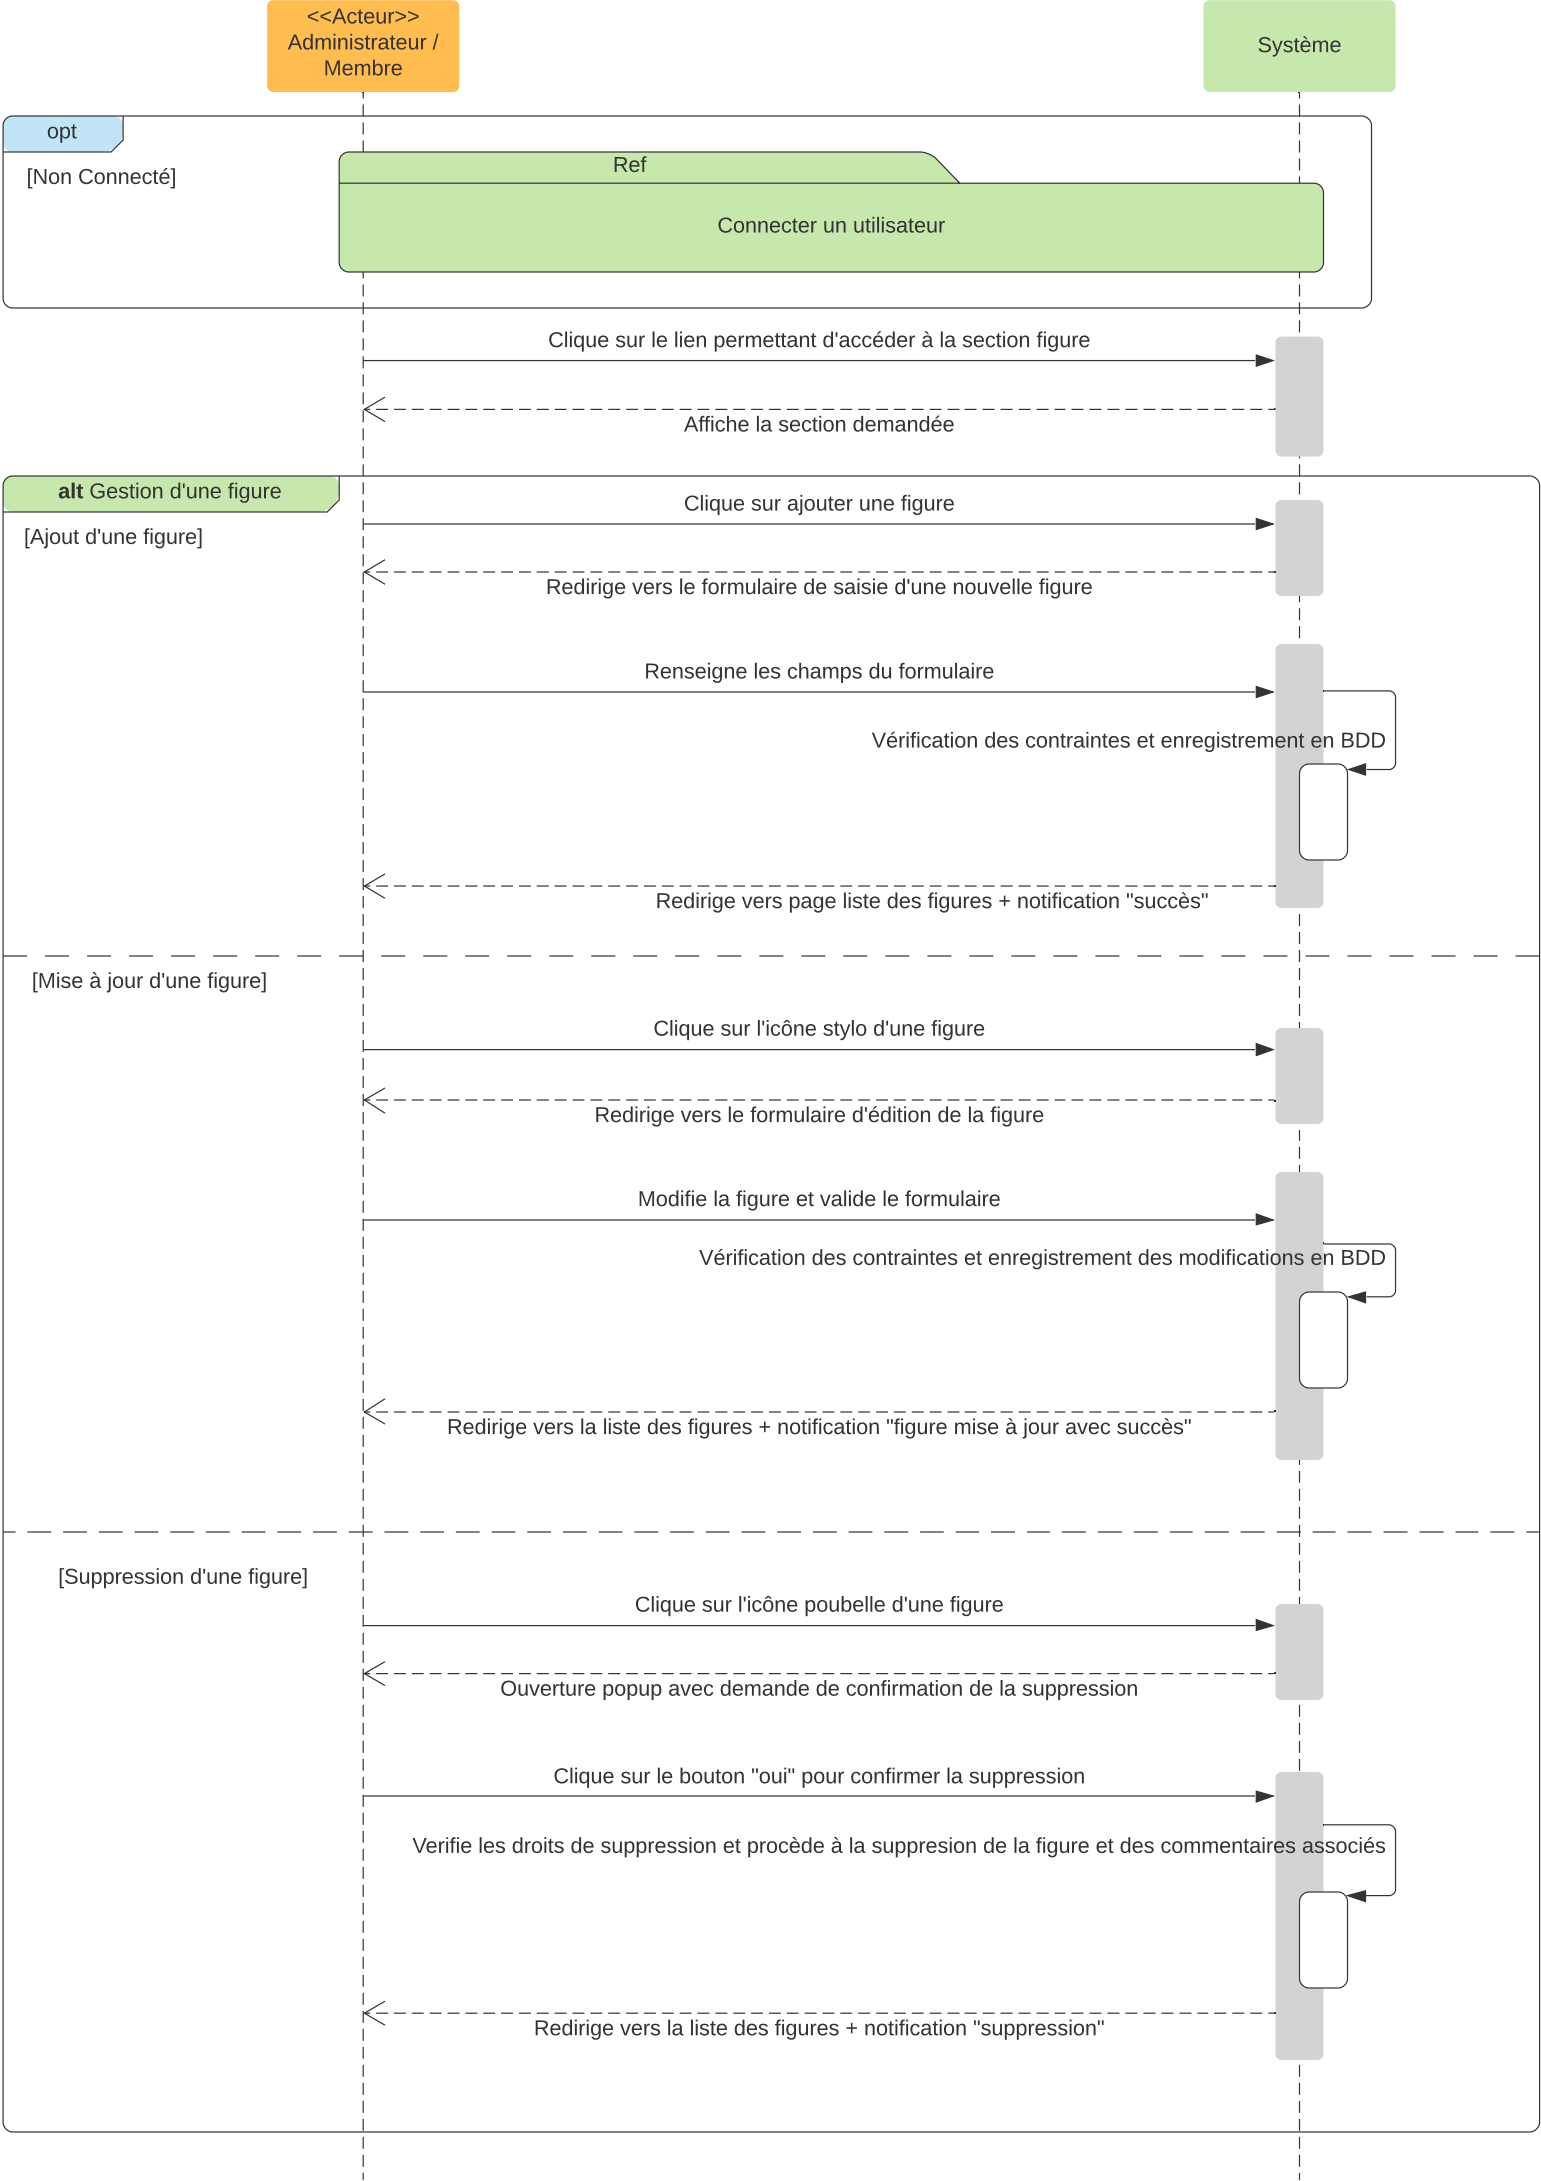 <<Acteur>>
Administrateur /
Membre
Système
opt
[Non Connecté]
Ref
Connecter un utilisateur
Clique sur le lien permettant d'accéder à la section figure
Affiche la section demandée
alt Gestion d'une figure
[Ajout d'une figure]
Clique sur ajouter une figure
Redirige vers le formulaire de saisie d'une nouvelle figure
Renseigne les champs du formulaire
Vérification des contraintes et enregistrement en BDD
Redirige vers page liste des figures + notification "succès"
[Mise à jour d'une figure]
Clique sur l'icône stylo d'une figure
Redirige vers le formulaire d'édition de la figure
Modifie la figure et valide le formulaire
Vérification des contraintes et enregistrement des modifications en BDD
Redirige vers la liste des figures + notification "figure mise à jour avec succès"
[Suppression d'une figure]
Clique sur l'icône poubelle d'une figure
Ouverture popup avec demande de confirmation de la suppression
Clique sur le bouton "oui" pour confirmer la suppression
Verifie les droits de suppression et procède à la suppresion de la figure et des commentaires associés
Redirige vers la liste des figures + notification "suppression"